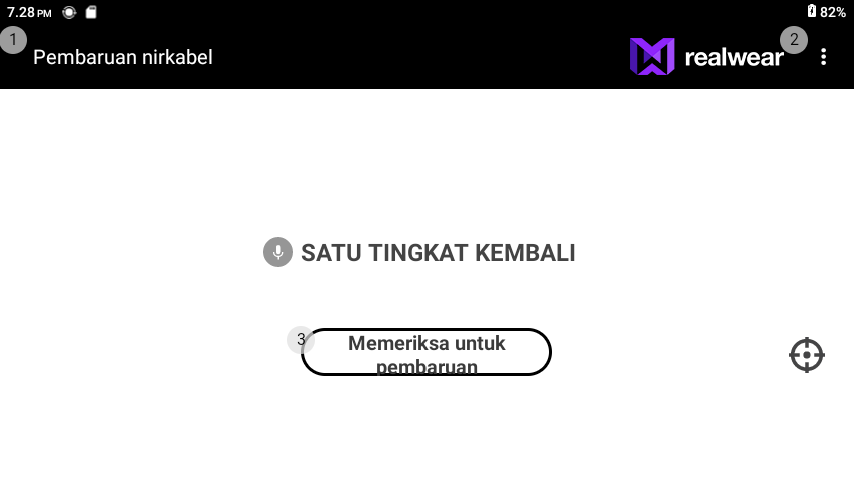 7.28 PM
82%
1
Pembaruan nirkabel
realwear
2
SATU TINGKAT KEMBALI
3
Memeriksa untuk
pembaruan